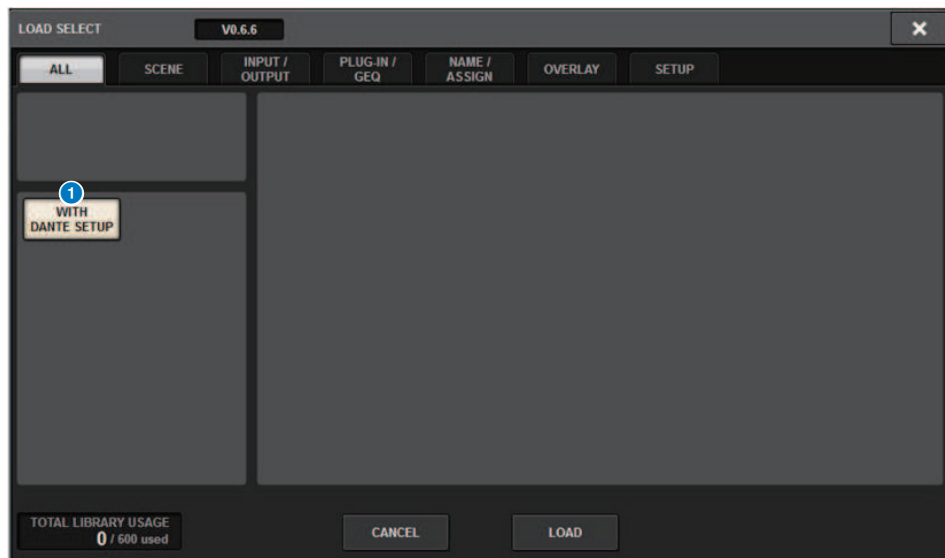 LOAD SELECT V0.6.6
ALL SCENE INPUT / OUTPUT PLUG-IN / GEQ NAME / ASSIGN OVERLAY SETUP
1
WITH
DANTE SETUP
TOTAL LIBRARY USAGE
0 / 600 used
CANCEL LOAD